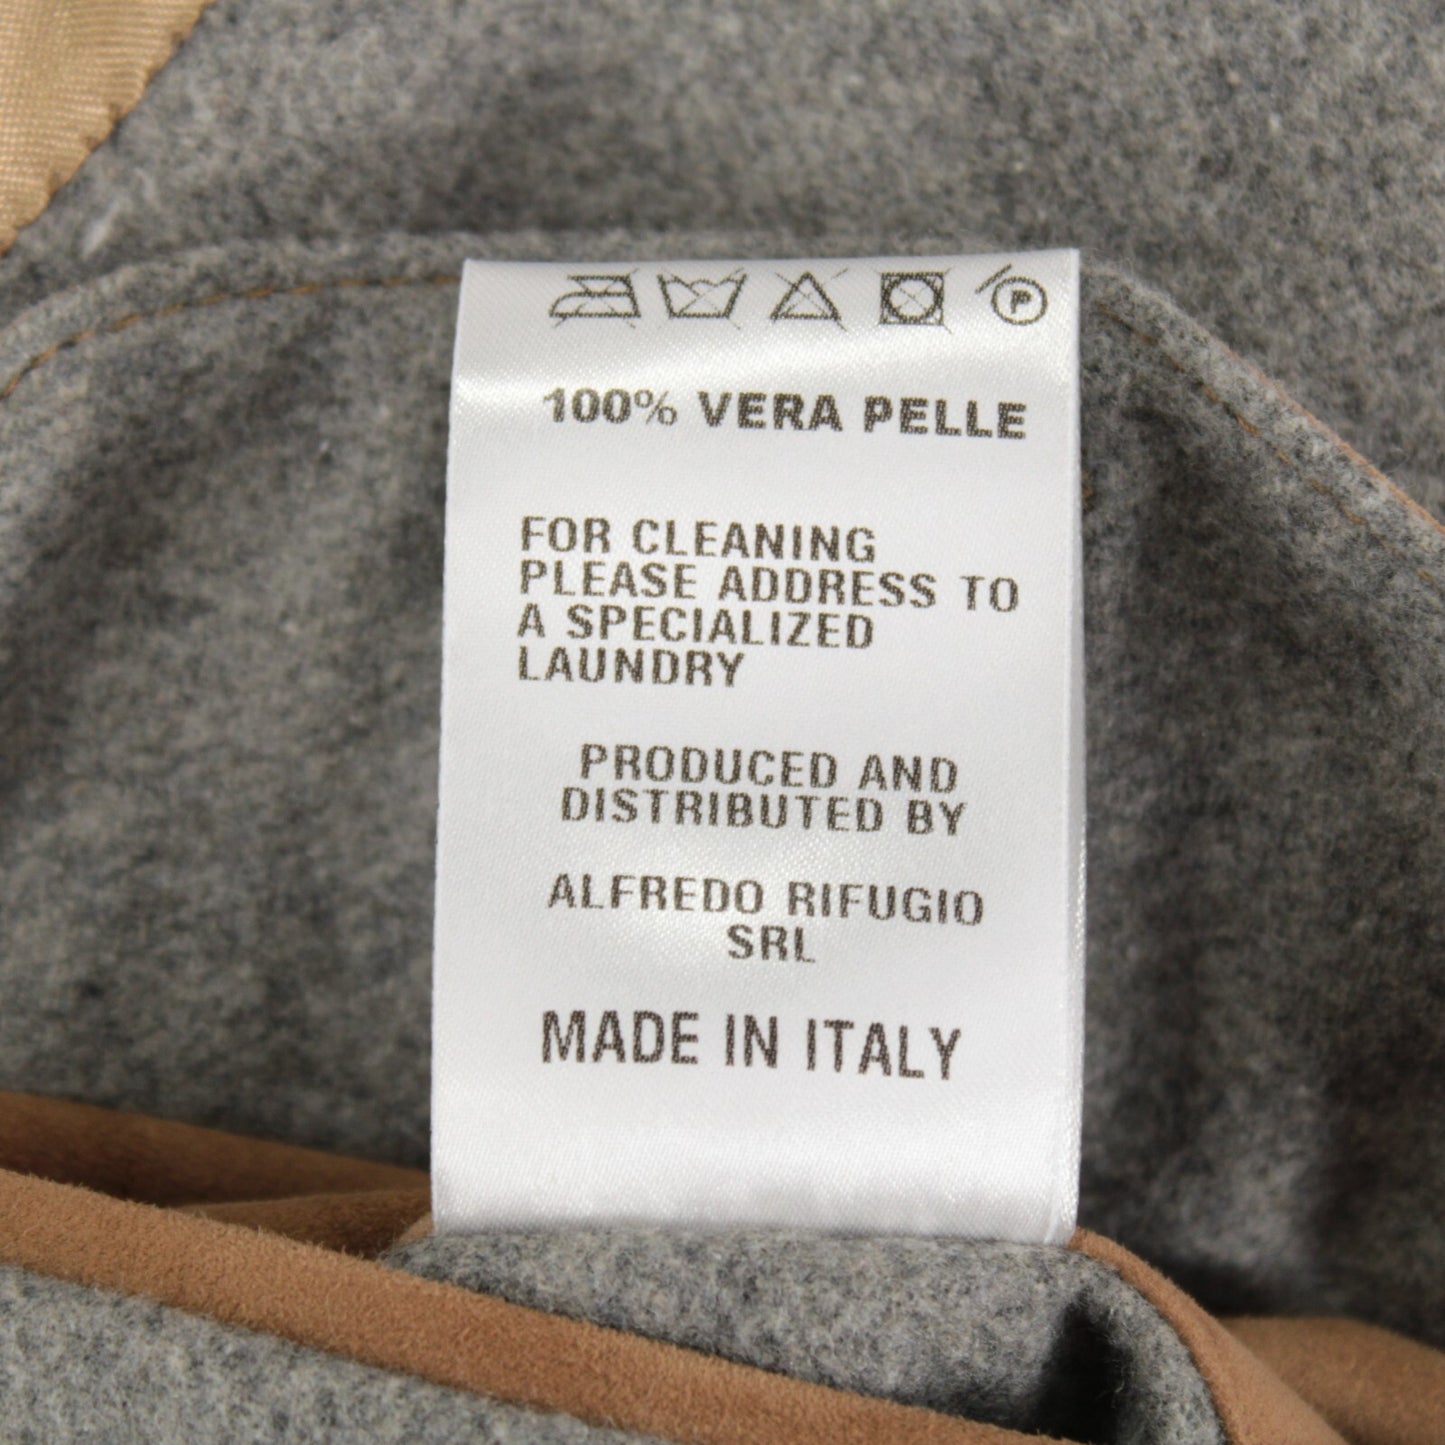 P
100% VERA PELLE
FOR CLEANING
PLEASE ADDRESS TO
A SPECIALIZED
LAUNDRY
PRODUCED AND
DISTRIBUTED BY
ALFREDO RIFUGIO
SRL
MADE IN ITALY